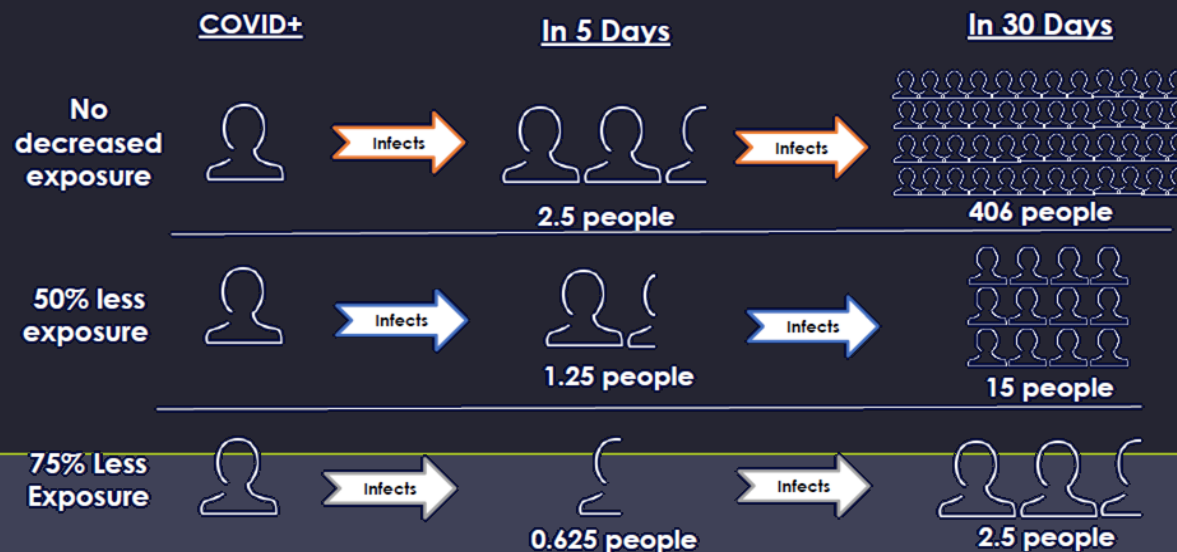 COVID+
In 5 Days
In 30 Days
No
decreased
exposure
Infects
Infects
2.5 people
406 people
50% less
exposure
Infects
Infects
1.25 people
15 people
75% Less
Exposure
Infects
Infects
0.625 people
2.5 people